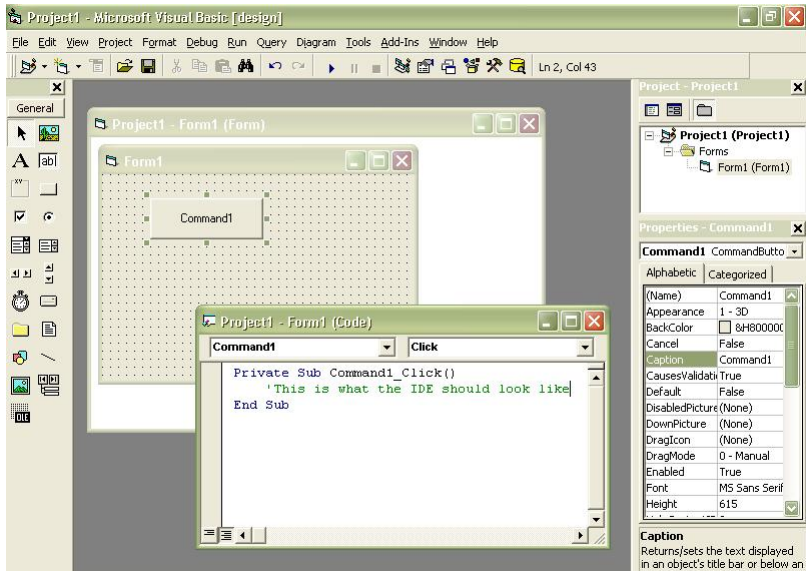 Project1 - Microsoft Visual Basic [design]
File Edit View Project Format Debug Run Query Diagram Tools Add-Ins Window Help
Ln 2, Col 43
General
A ab|
xv
OLE
Project1 - Form1 (Form)
Form1
Command1
Project1 - Form1 (Code)
Command1 Click
Private Sub Command1_Click()
'This is what the IDE should look like
End Sub
Project - Project1
Project1 (Project1)
Forms
Form1 (Form1)
Properties - Command1
Command1 CommandButto
Alphabetic Categorized
(Name) Command1
Appearance 1 - 3D
BackColor &H800000
Cancel False
Caption Command1
CausesValidati True
Default False
DisabledPicture (None)
DownPicture (None)
DragIcon (None)
DragMode 0 - Manual
Enabled True
Font MS Sans Serif
Height 615
Caption
Returns/sets the text displayed
in an object's title bar or below an